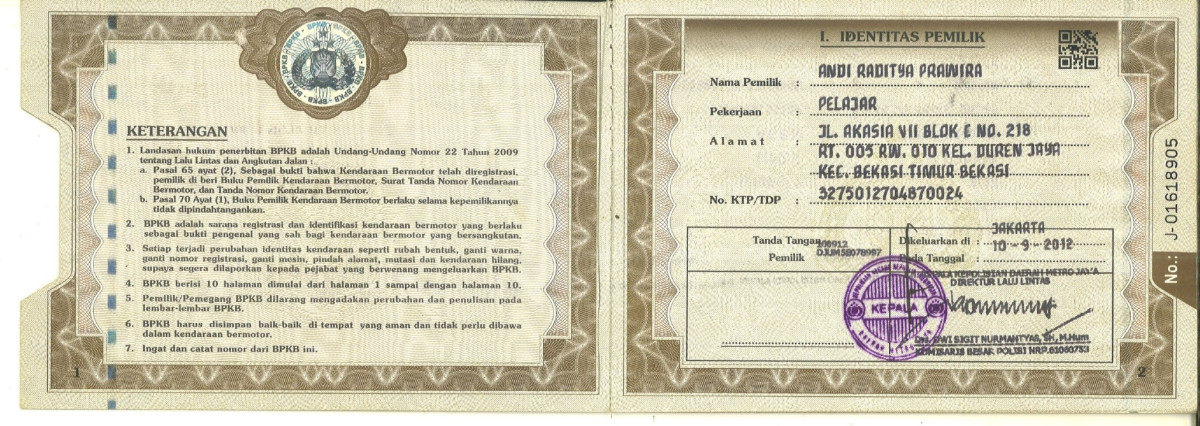 BPKB
KETERANGAN
1. Landasan hukum penerbitan BPKB adalah Undang-Undang Nomor 22 Tahun 2009
tentang Lalu Lintas dan Angkutan Jalan :
a. Pasal 65 ayat (2), Sebagai bukti bahwa Kendaraan Bermotor telah diregistrasi,
pemilik di beri Buku Pemilik Kendaraan Bermotor, Surat Tanda Nomor Kendaraan
Bermotor, dan Tanda Nomor Kendaraan Bermotor.
b. Pasal 70 Ayat (1), Buku Pemilik Kendaraan Bermotor berlaku selama kepemilikannya
tidak dipindahtangankan.
2. BPKB adalah sarana registrasi dan identifikasi kendaraan bermotor yang berlaku
sebagai bukti pengenal yang sah bagi kendaraan bermotor yang bersangkutan.
3. Setiap terjadi perubahan identitas kendaraan seperti rubah bentuk, ganti warna,
ganti nomor registrasi, ganti mesin, pindah alamat, mutasi dan kendaraan hilang,
supaya segera dilaporkan kepada pejabat yang berwenang mengeluarkan BPKB.
4. BPKB berisi 10 halaman dimulai dari halaman 1 sampai dengan halaman 10.
5. Pemilik/Pemegang BPKB dilarang mengadakan perubahan dan penulisan pada
lembar-lembar BPKB.
6. BPKB harus disimpan baik-baik di tempat yang aman dan tidak perlu dibawa
dalam kendaraan bermotor.
7. Ingat dan catat nomor dari BPKB ini.
1
I. IDENTITAS PEMILIK
Nama Pemilik : ANDI RADITYA PRAWIRA
Pekerjaan : PELAJAR
Alamat : JL. AKASIA VII BLOK E NO. 218
RT. 005 RW. 010 KEL. DUREN JAYA
KEC. BEKASI TIMUR BEKASI
No. KTP/TDP : 3275012704870024
Tanda Tangan
Pemilik
Dikeluarkan di : JAKARTA
Pada Tanggal : 10-9-2012
KEPALA KEPOLISIAN DAERAH METRO JAYA
DIREKTUR LALU LINTAS
KEPALA
Drs. DWI SIGIT NURMANTYAS, SH, M.Hum
KOMISARIS BESAR POLISI NRP.61060753
2
No.: J-01618905